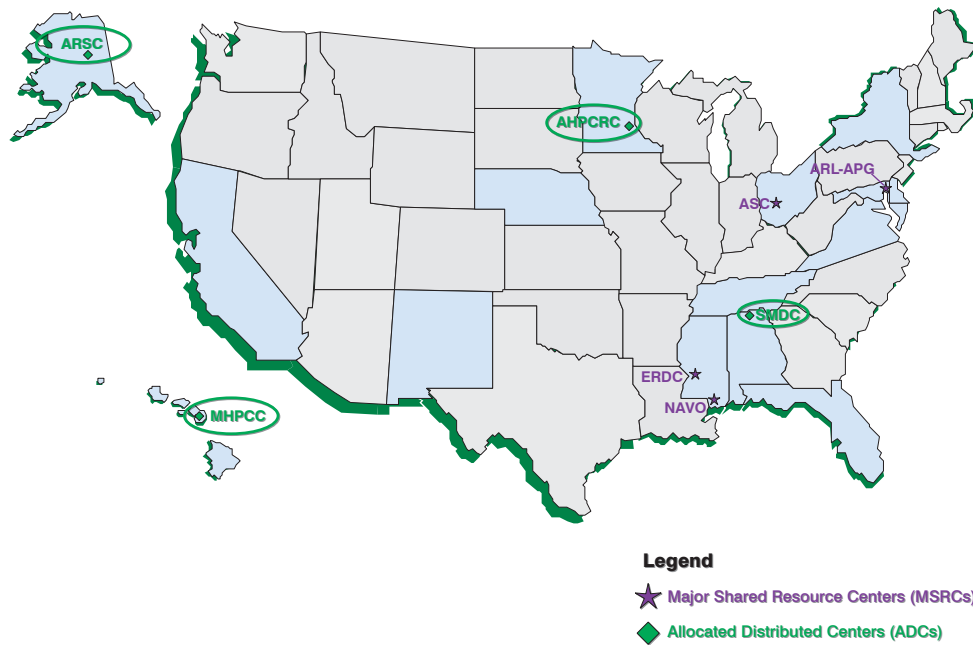 ARSC
AHPCRC
ARL-APG
ASC
SMDC
ERDC
NAVO
MHPCC
Legend
Major Shared Resource Centers (MSRCs)
Allocated Distributed Centers (ADCs)